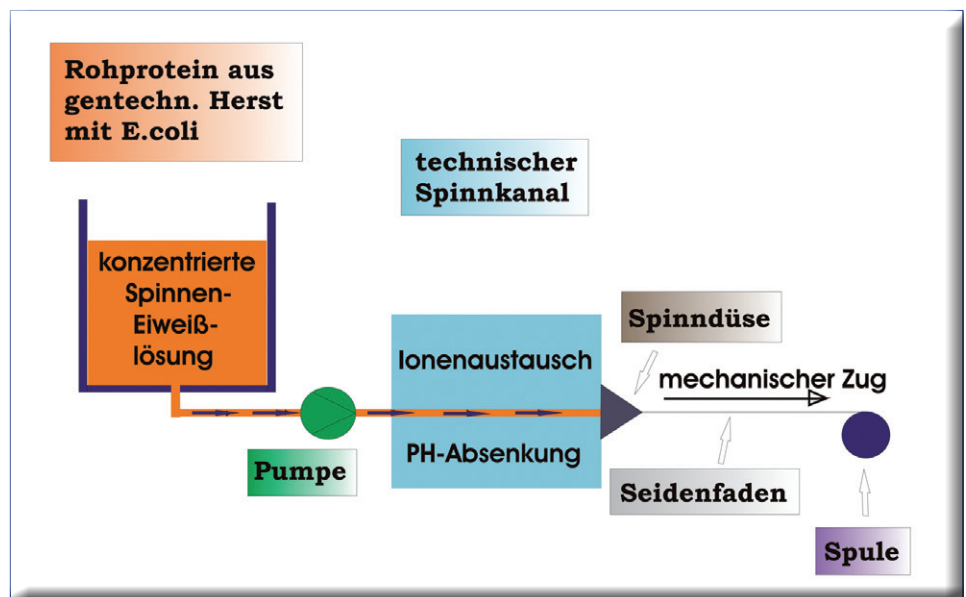 Rohprotein aus
gentechn. Herst
mit E.coli
technischer
Spinnkanal
konzentrierte
Spinnen-
Eiweiß-
lösung
Pumpe
Ionenaustausch
PH-Absenkung
Spinndüse
mechanischer Zug
Seidenfaden
Spule